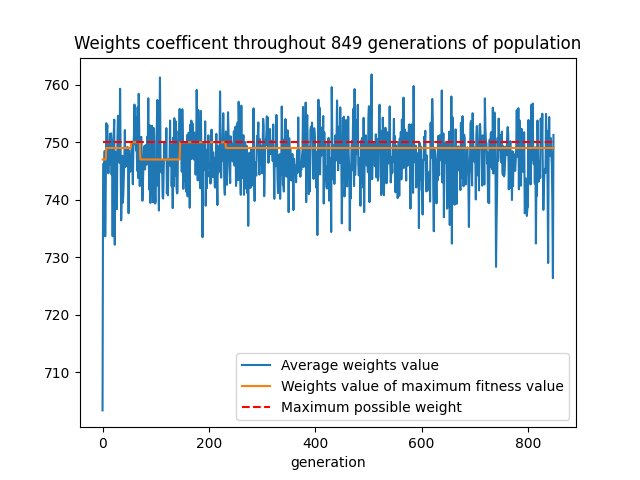 Weights coefficent throughout 849 generations of population
760
750
740
730
720
710
0
200
400
600
800
generation
Average weights value
Weights value of maximum fitness value
Maximum possible weight